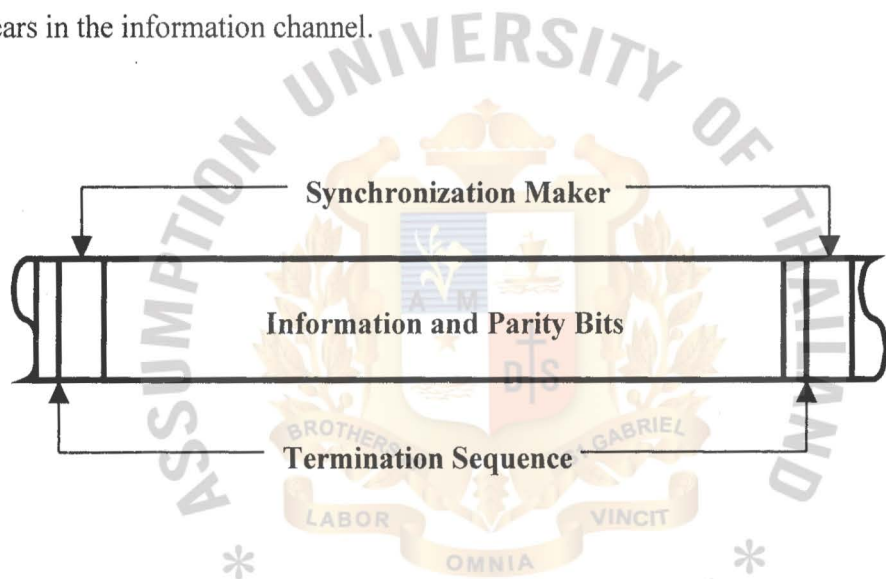 ears in the information channel.
ASSUMPTION UNIVERSITY OF THAILAND
Synchronization Maker
A M
Information and Parity Bits
D S
BROTHERS GABRIEL
Termination Sequence
LABOR VINCIT
OMNIA